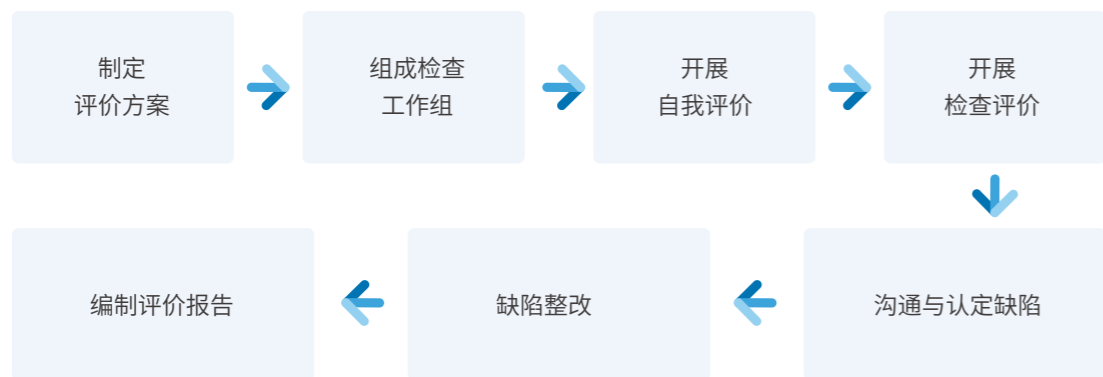 制定
评价方案
组成检查
工作组
开展
自我评价
开展
检查评价
沟通与认定缺陷
缺陷整改
编制评价报告